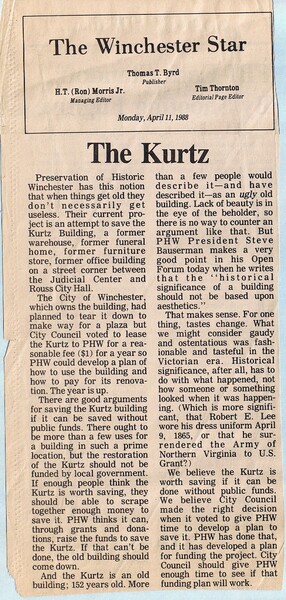 The Winchester Star
Thomas T. Byrd
Publisher
H.T. (Ron) Morris Jr.
Managing Editor
Tim Thornton
Editorial Page Editor
Monday, April 11, 1988
The Kurtz
Preservation of Historic
Winchester has this notion
that when things get old they
don't necessarily get
useless. Their current pro-
ject is an attempt to save the
Kurtz Building, a former
warehouse, former funeral
home, former furniture
store, former office building
on a street corner between
the Judicial Center and
Rouss City Hall.
The City of Winchester,
which owns the building, had
planned to tear it down to
make way for a plaza but
City Council voted to lease
the Kurtz to PHW for a rea-
sonable fee ($1) for a year so
PHW could develop a plan of
how to use the building and
how to pay for its renova-
tion. The year is up.
There are good arguments
for saving the Kurtz building
if it can be saved without
public funds. There ought to
be more than a few uses for
a building in such a prime
location, but the restoration
of the Kurtz should not be
funded by local government.
If enough people think the
Kurtz is worth saving, they
should be able to scrape
together enough money to
save it. PHW thinks it can,
through grants and dona-
tions, raise the funds to save
the Kurtz. If that can't be
done, the old building should
come down.
And the Kurtz is an old
building; 152 years old. More
than a few people would
describe it—and have
described it—as an ugly old
building. Lack of beauty is in
the eye of the beholder, so
there is no way to counter an
argument like that. But
PHW President Steve
Bauserman makes a very
good point in his Open
Forum today when he writes
that the "historical
significance of a building
should not be based upon
aesthetics."
That makes sense. For one
thing, tastes change. What
we might consider gaudy
and ostentatious was fash-
ionable and tasteful in the
Victorian era. Historical
significance, after all, has to
do with what happened, not
how someone or something
looked when it was happen-
ing. (Which is more signifi-
cant, that Robert E. Lee
wore his dress uniform April
9, 1865, or that he sur-
rendered the Army of
Northern Virginia to U.S.
Grant?)
We believe the Kurtz is
worth saving if it can be
done without public funds.
We believe City Council
made the right decision
when it voted to give PHW
time to develop a plan to
save it. PHW has done that,
and it has developed a plan
for funding the project. City
Council should give PHW
enough time to see if that
funding plan will work.